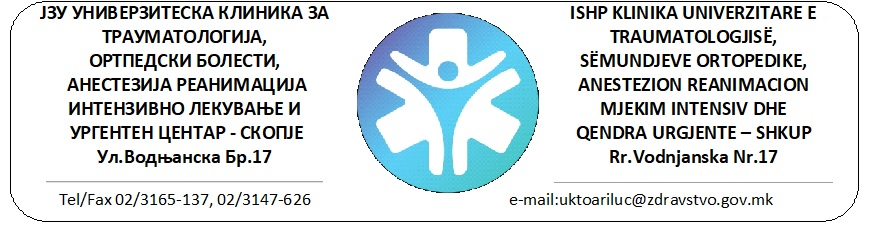 ЈЗУ УНИВЕРЗИТЕСКА КЛИНИКА ЗА
ТРАУМАТОЛОГИЈА,
ОРТПЕДСКИ БОЛЕСТИ,
АНЕСТЕЗИЈА РЕАНИМАЦИЈА
ИНТЕНЗИВНО ЛЕКУВАЊЕ И
УРГЕНТЕН ЦЕНТАР - СКОПЈЕ
Ул.Водњанска Бр.17
Tel/Fax 02/3165-137, 02/3147-626
ISHP KLINIKA UNIVERZITARE E
TRAUMATOLOGJISË,
SËMUNDJEVE ORTOPEDIKE,
ANESTEZION REANIMACION
MJEKIM INTENSIV DHE
QENDRA URGJENTE – SHKUP
Rr.Vodnjanska Nr.17
e-mail:uktoariluc@zdravstvo.gov.mk